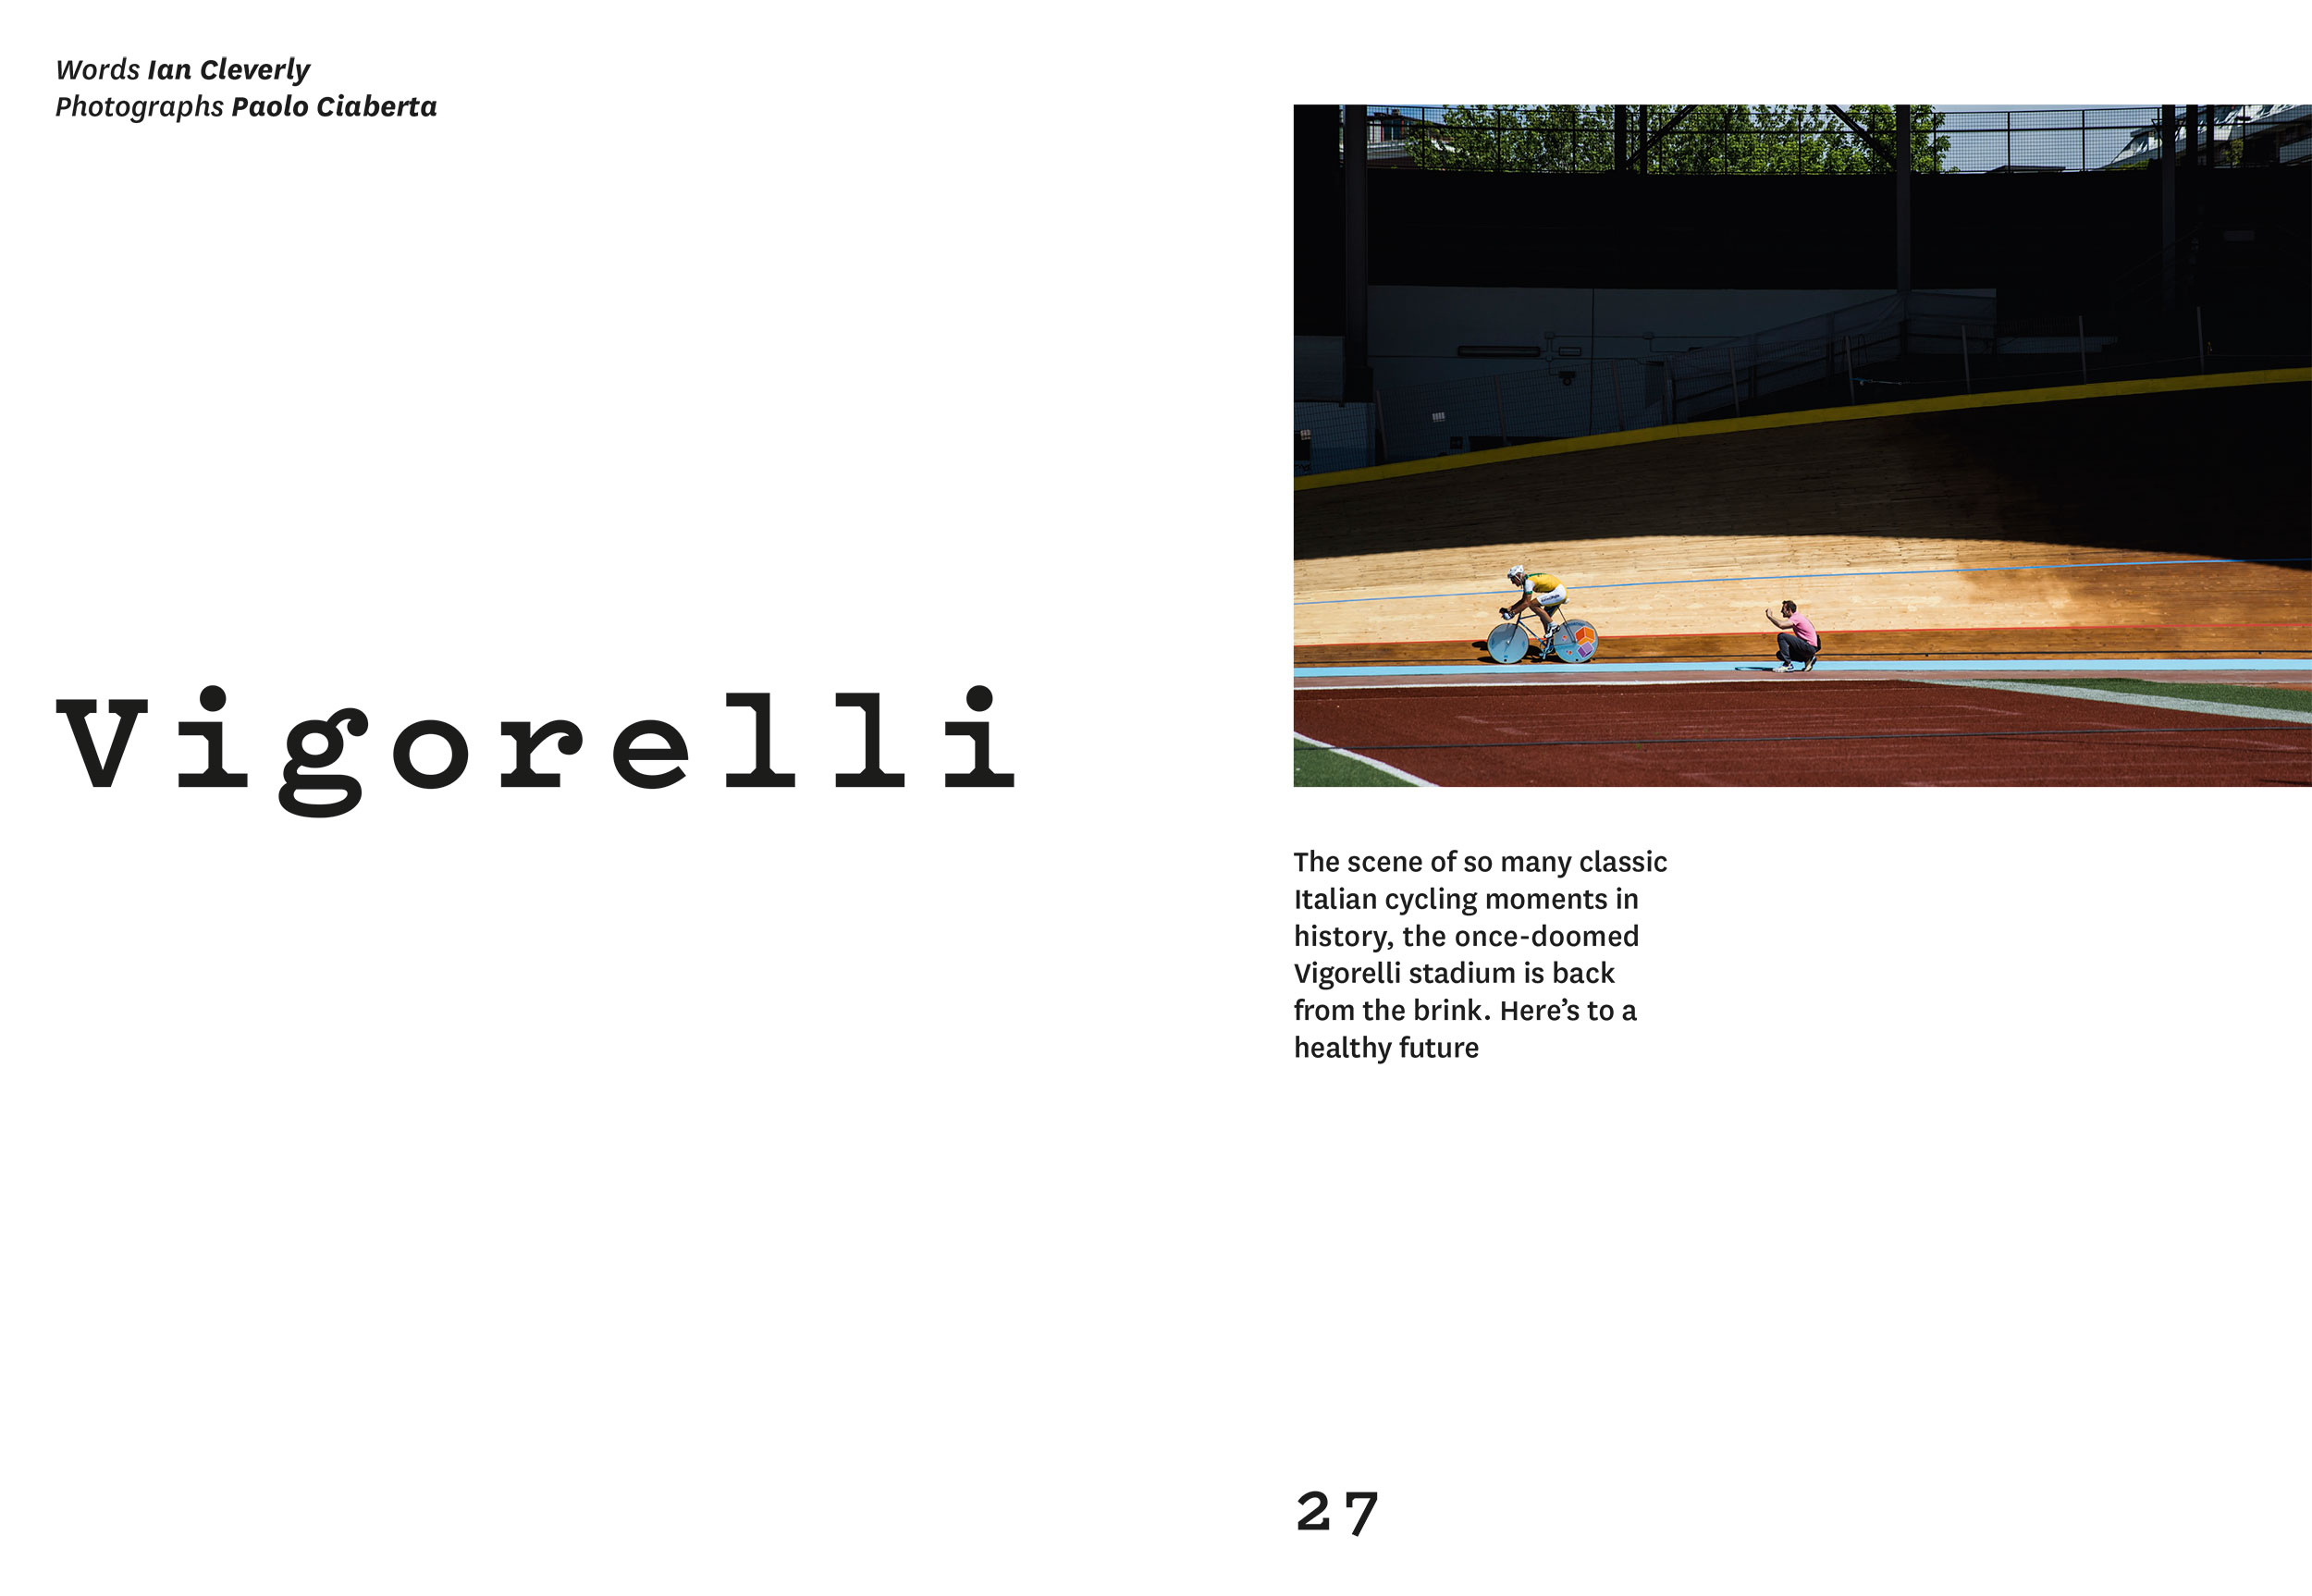 Words Ian Cleverly
Photographs Paolo Ciaberta
Vigorelli
The scene of so many classic
Italian cycling moments in
history, the once-doomed
Vigorelli stadium is back
from the brink. Here’s to a
healthy future
27